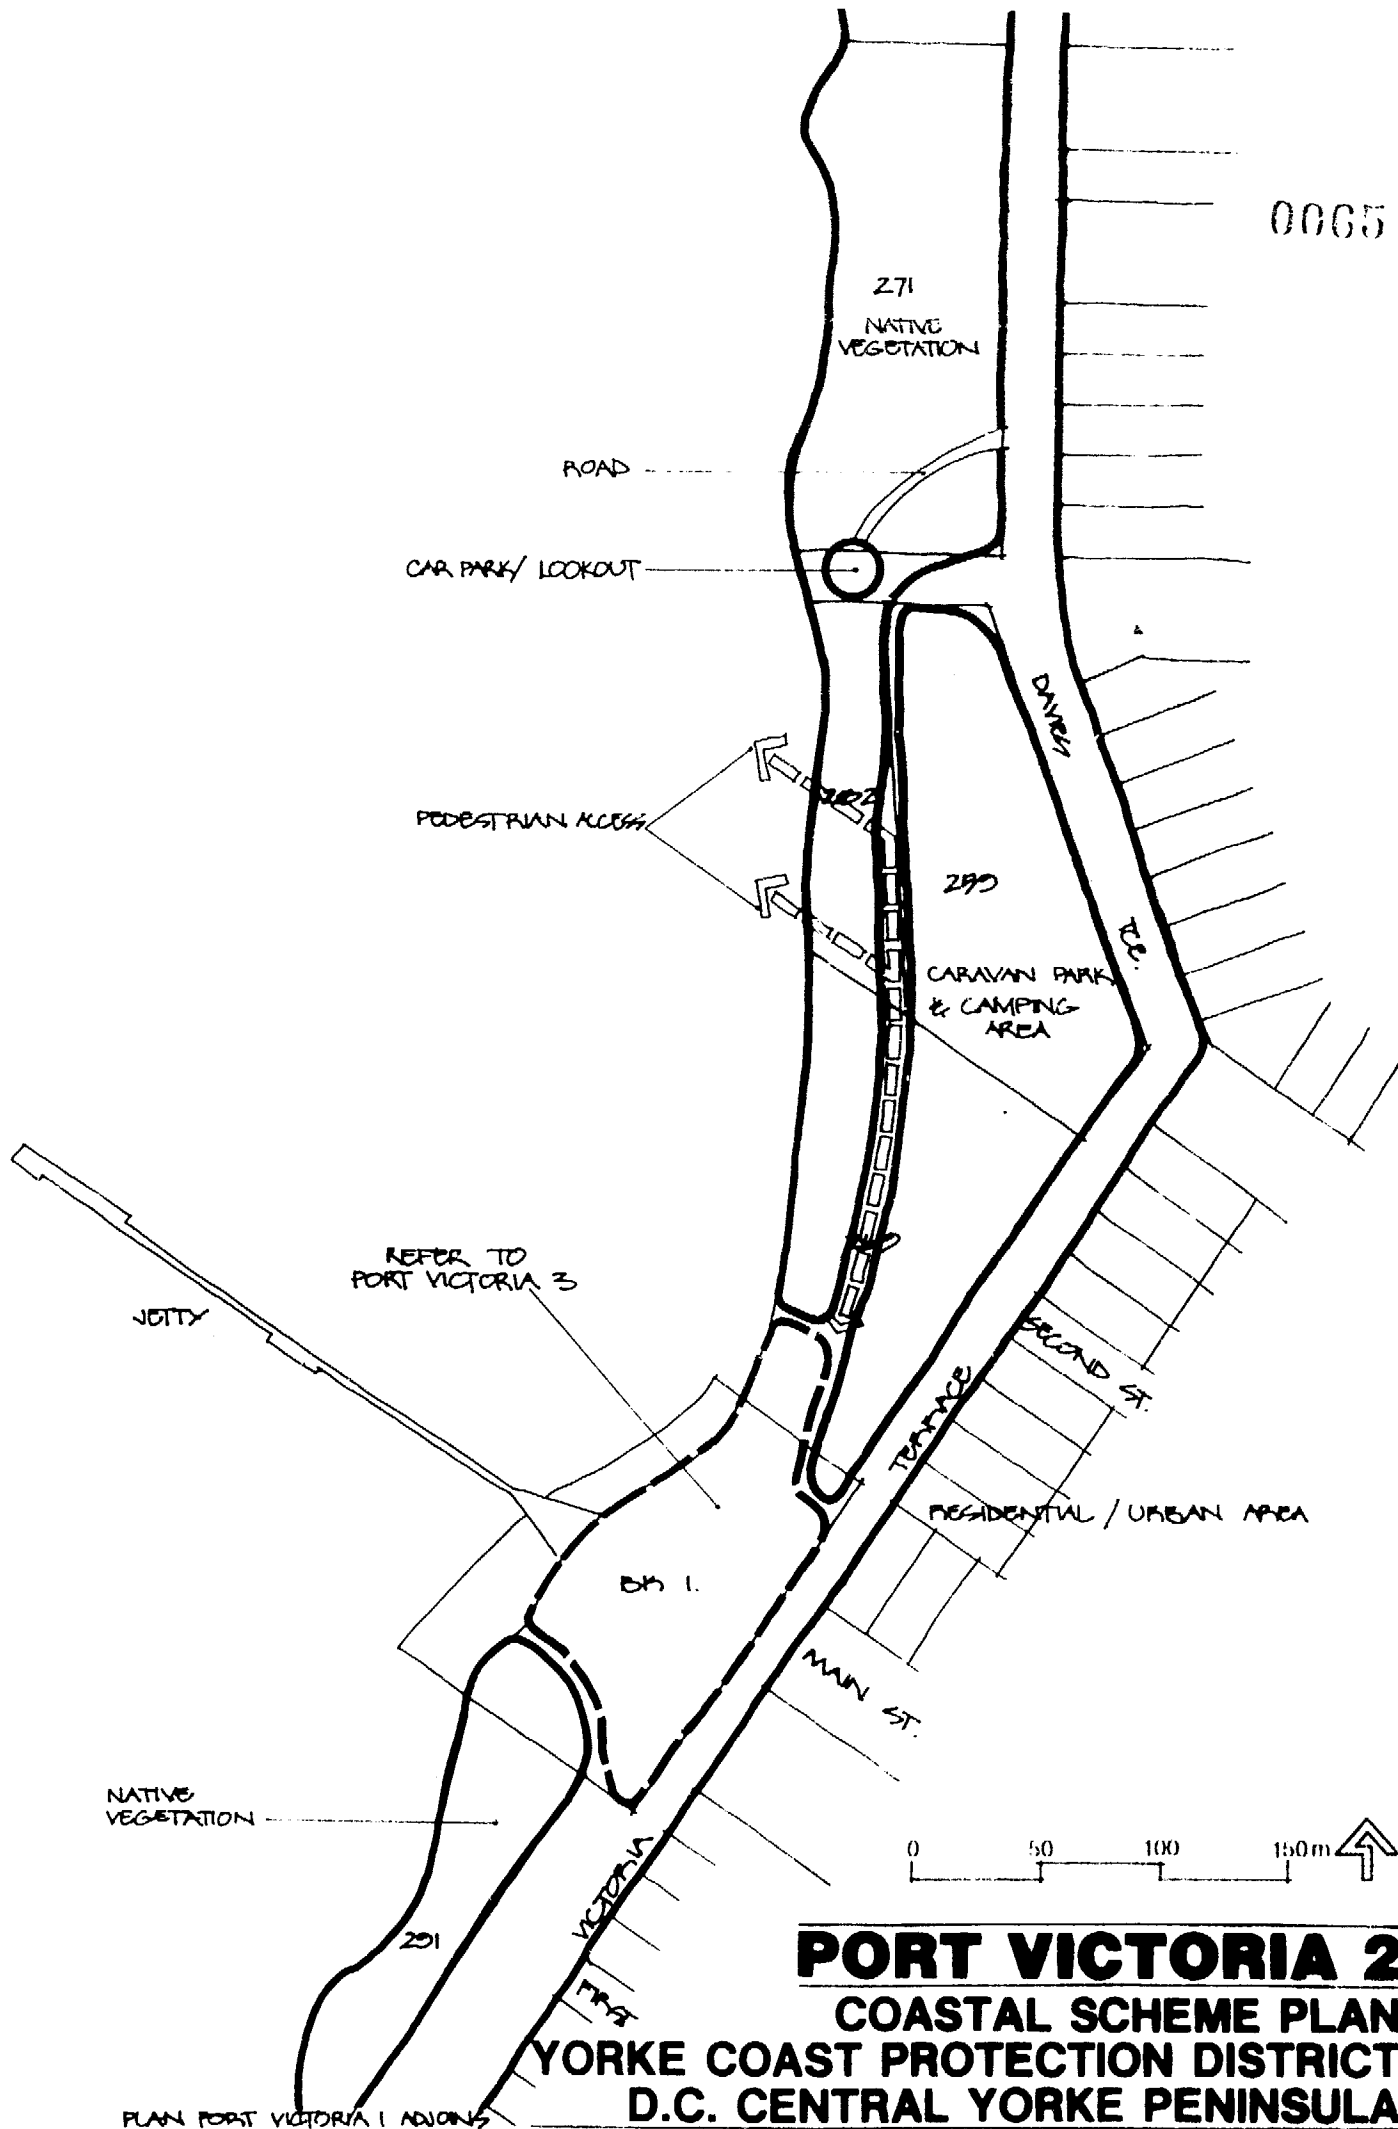 0065
271
NATIVE
VEGETATION
ROAD
CAR PARK/ LOOKOUT
DAVIES
TCE.
PEDESTRIAN ACCESS
CARAVAN PARK
& CAMPING
AREA
REFER TO
PORT VICTORIA 3
JETTY
SECOND ST.
TERRACE
RESIDENTIAL / URBAN AREA
BK 1.
MAIN ST.
NATIVE
VEGETATION
0 50 100 150m
VICTORIA
291
FIRST
PORT VICTORIA 2
COASTAL SCHEME PLAN
YORKE COAST PROTECTION DISTRICT
D.C. CENTRAL YORKE PENINSULA
PLAN PORT VICTORIA 1 ADJOINS